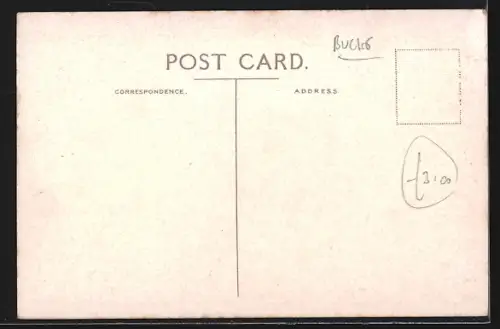 BUCKS
POST CARD.
CORRESPONDENCE.
ADDRESS
£3.00